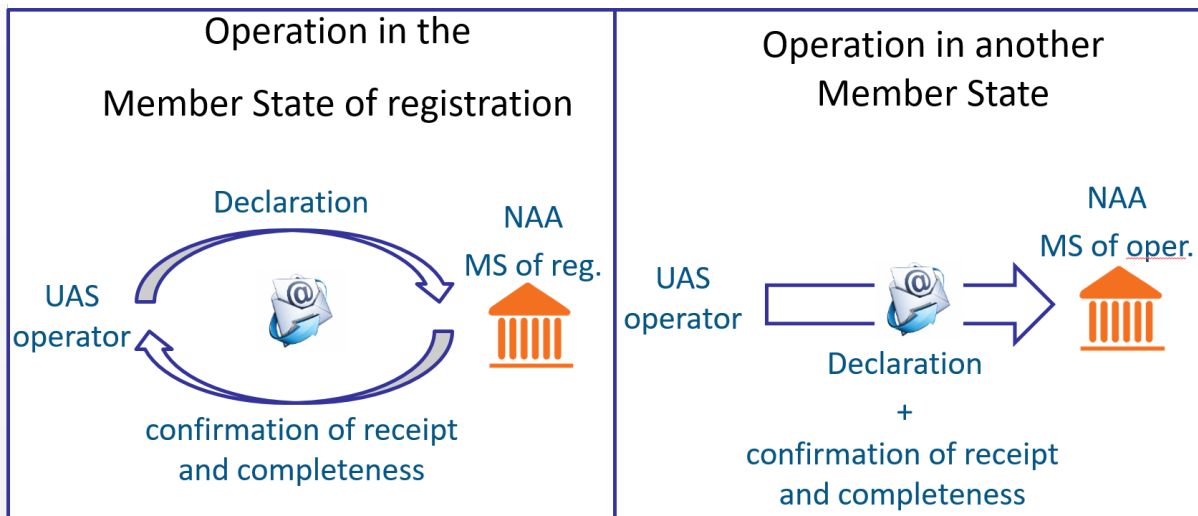 Operation in the
Member State of registration
Declaration
NAA
MS of reg.
UAS
operator
@
confirmation of receipt
and completeness
Operation in another
Member State
NAA
MS of oper.
UAS
operator
@
Declaration
+
confirmation of receipt
and completeness